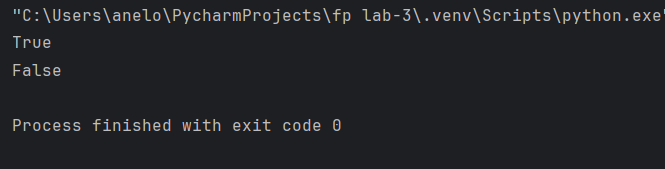 "C:\Users\anelo\PycharmProjects\fp lab-3\.venv\Scripts\python.exe"
True
False
Process finished with exit code 0